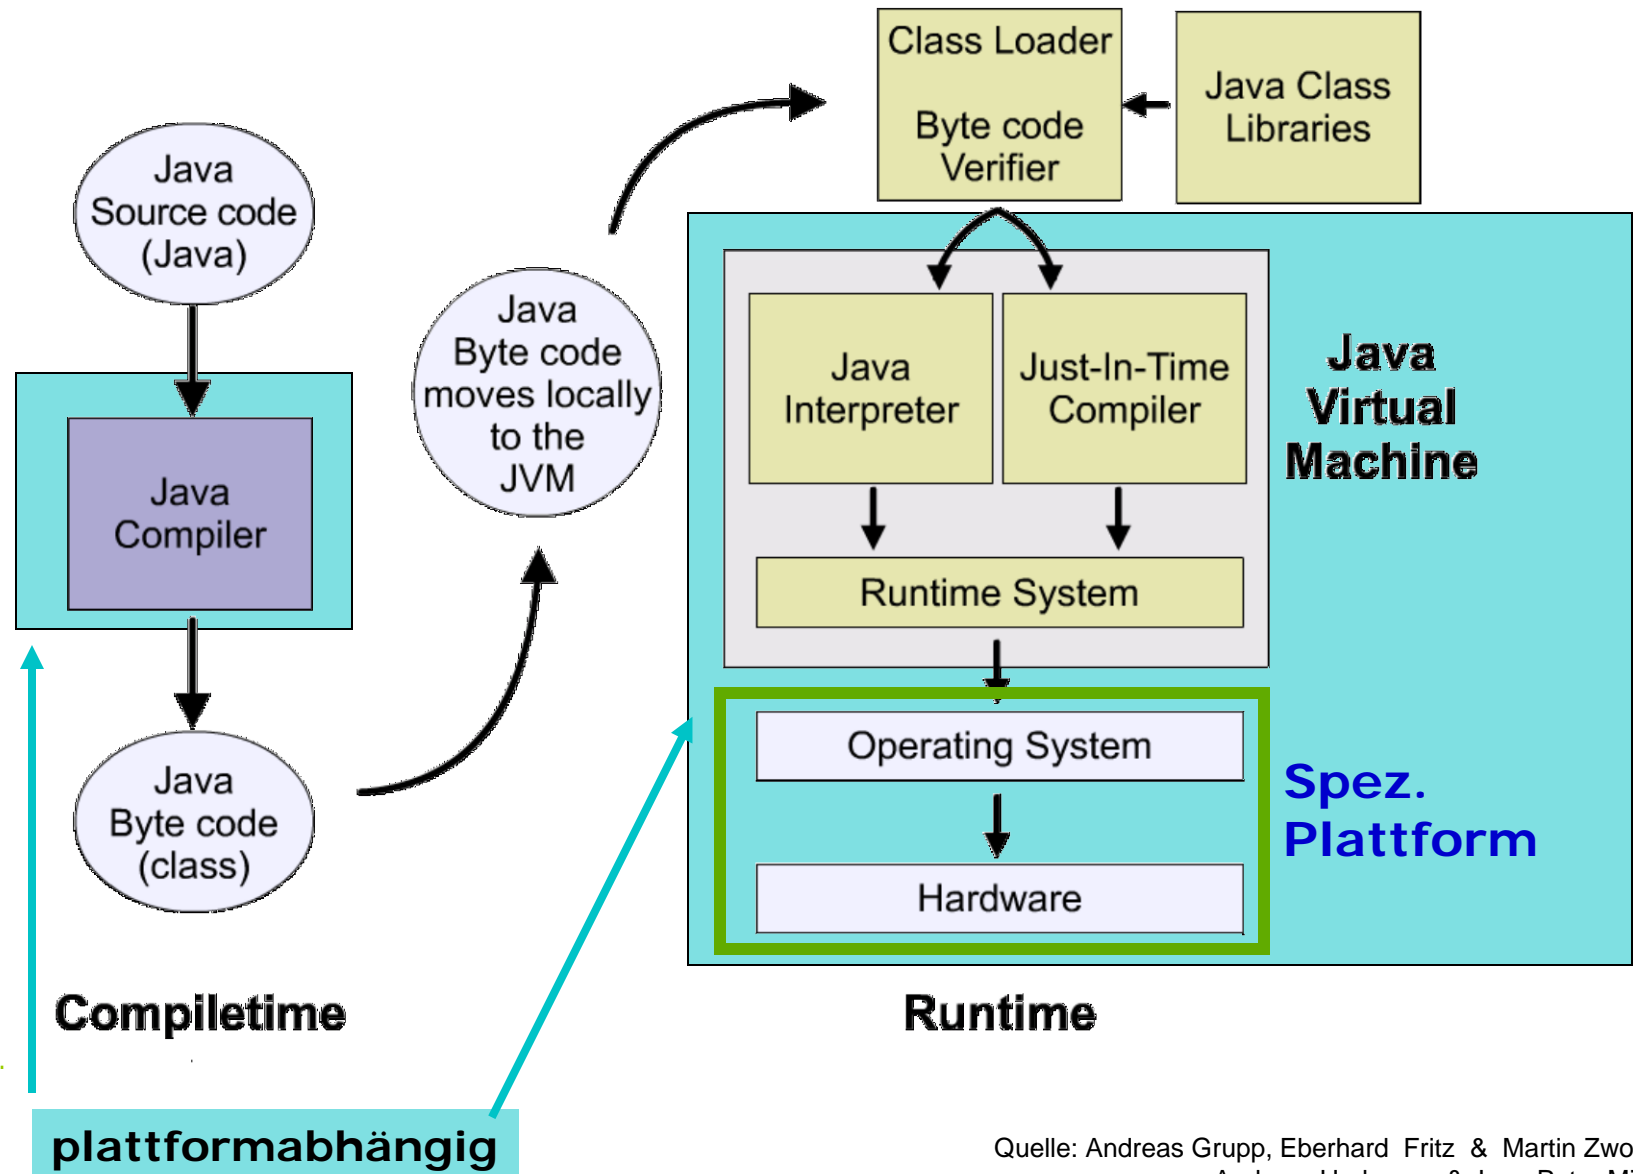 Java
Source code
(Java)
Java
Compiler
Java
Byte code
(class)
Compiletime
Java
Byte code
moves locally
to the
JVM
Class Loader
Byte code
Verifier
Java Class
Libraries
Java
Interpreter
Just-In-Time
Compiler
Runtime System
Java
Virtual
Machine
Operating System
Hardware
Spez.
Plattform
Runtime
plattformabhängig
Quelle: Andreas Grupp, Eberhard Fritz & Martin Zwo